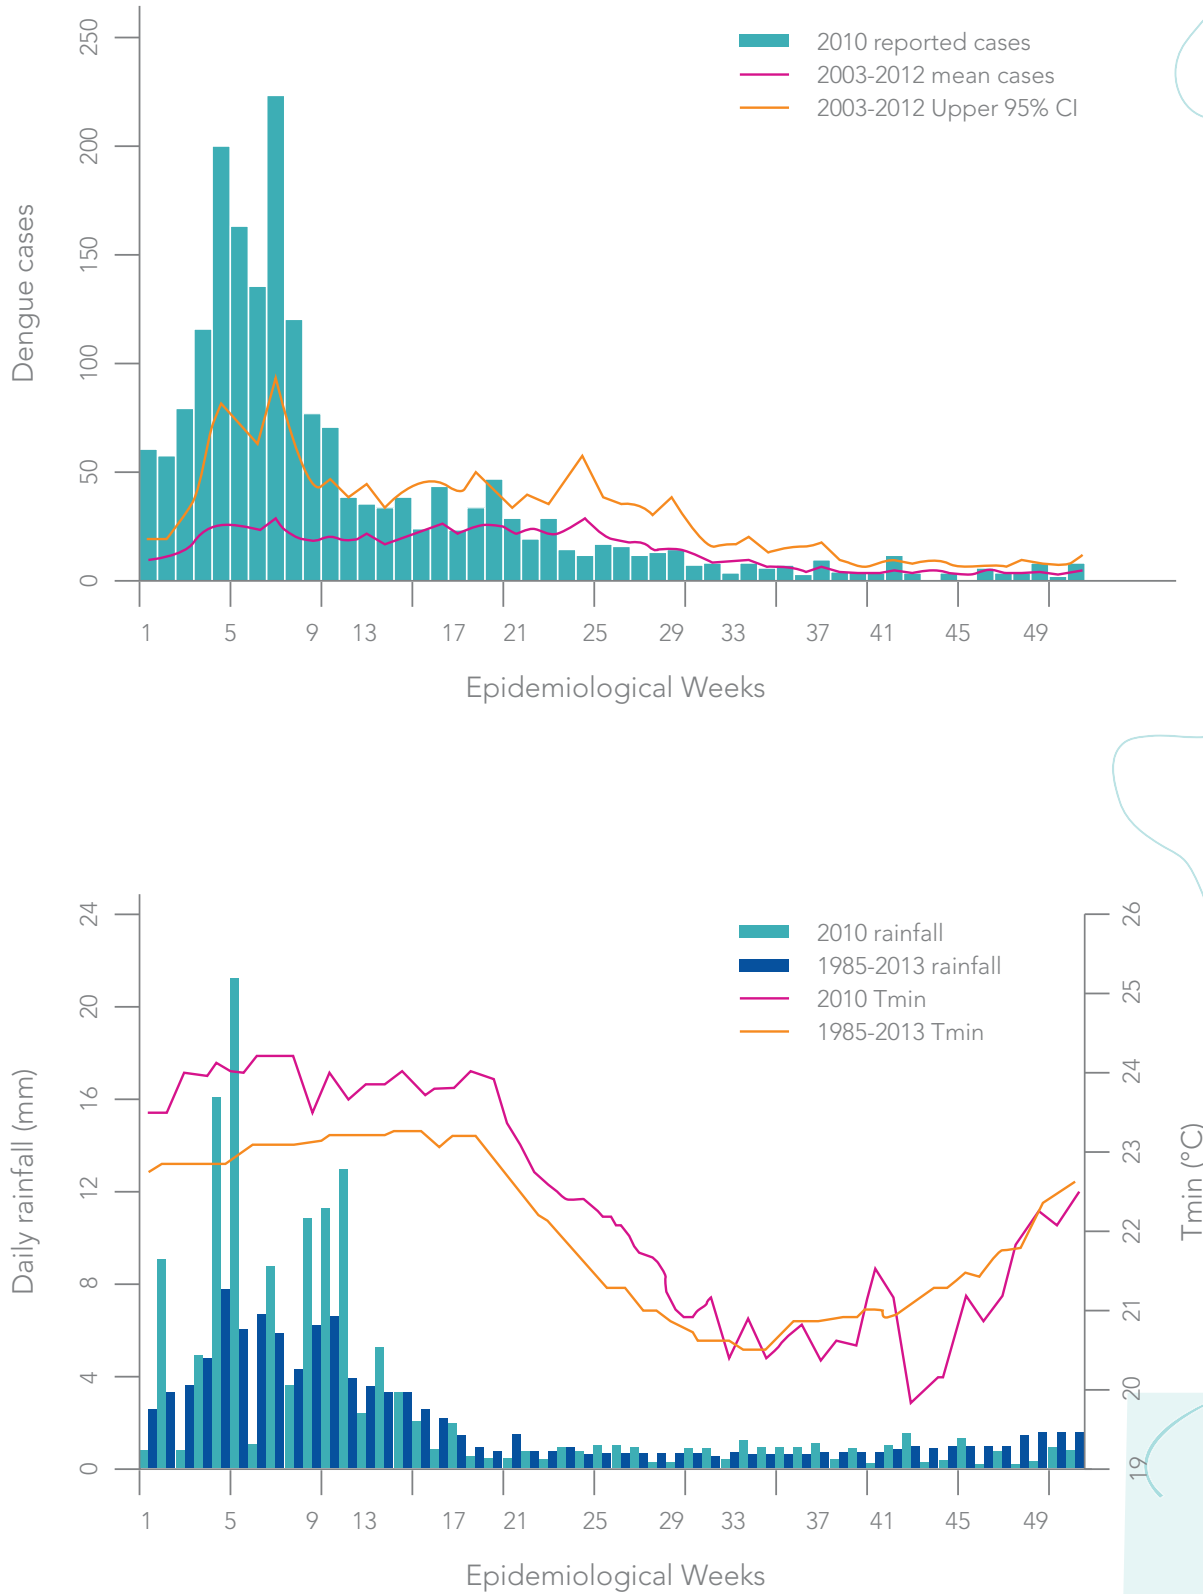 250
200
150
100
50
0
Dengue cases
2010 reported cases
2003-2012 mean cases
2003-2012 Upper 95% CI
1 5 9 13 17 21 25 29 33 37 41 45 49
Epidemiological Weeks
24
20
16
12
8
4
0
Daily rainfall (mm)
2010 rainfall
1985-2013 rainfall
2010 Tmin
1985-2013 Tmin
26
25
24
23
22
21
20
19
Tmin (°C)
1 5 9 13 17 21 25 29 33 37 41 45 49
Epidemiological Weeks